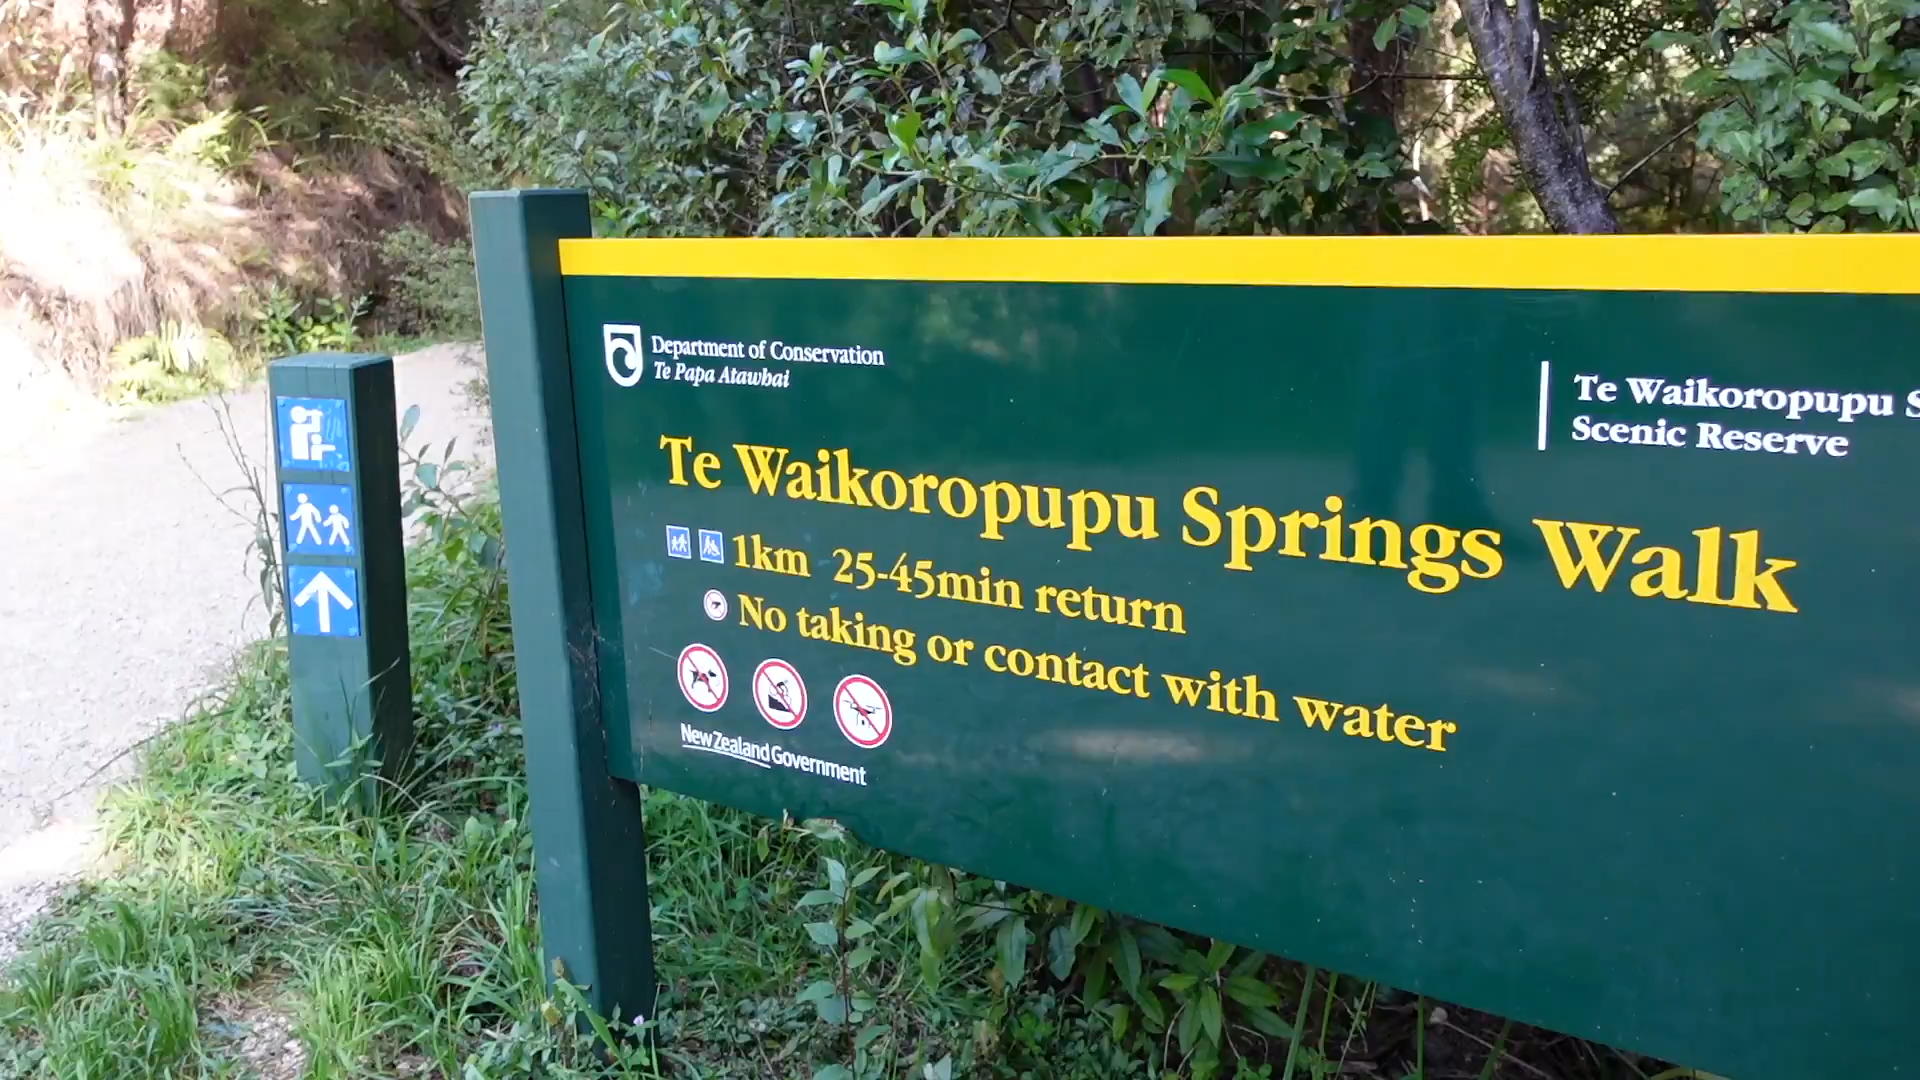 Department of Conservation
Te Papa Atawhai
Te Waikoropupu S
Scenic Reserve
Te Waikoropupu Springs Walk
1km 25-45min return
No taking or contact with water
New Zealand Government